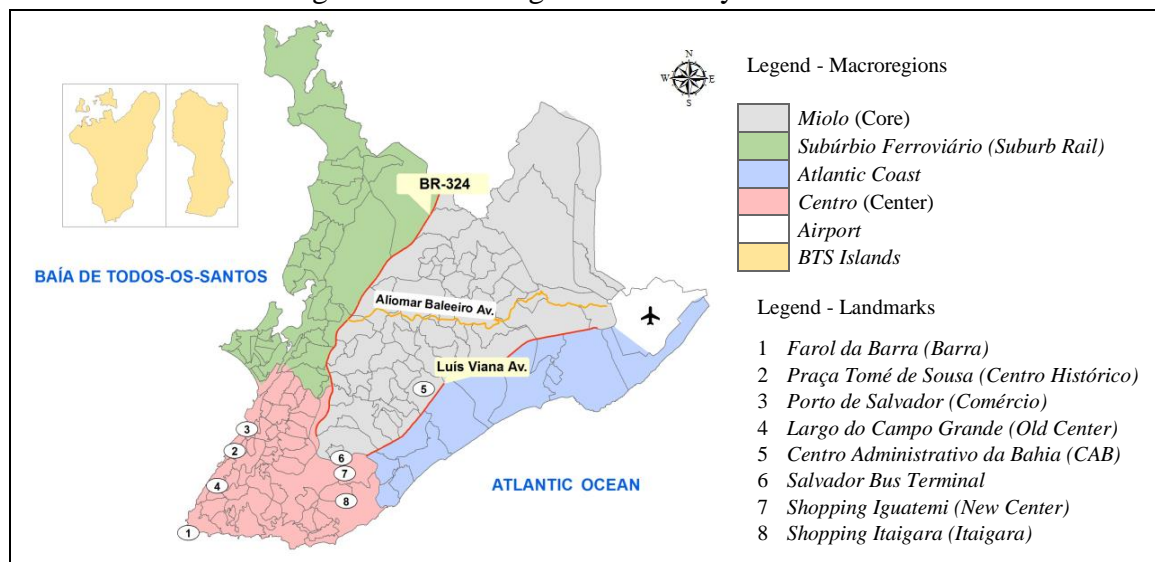 N
W E
S
Legend - Macroregions
Miolo (Core)
Subúrbio Ferroviário (Suburb Rail)
Atlantic Coast
Centro (Center)
Airport
BTS Islands
BR-324
BAÍA DE TODOS-OS-SANTOS
Aliomar Baleeiro Av.
Luís Viana Av.
5
3
2
6
7
4
8
1
ATLANTIC OCEAN
Legend - Landmarks
1 Farol da Barra (Barra)
2 Praça Tomé de Sousa (Centro Histórico)
3 Porto de Salvador (Comércio)
4 Largo do Campo Grande (Old Center)
5 Centro Administrativo da Bahia (CAB)
6 Salvador Bus Terminal
7 Shopping Iguatemi (New Center)
8 Shopping Itaigara (Itaigara)